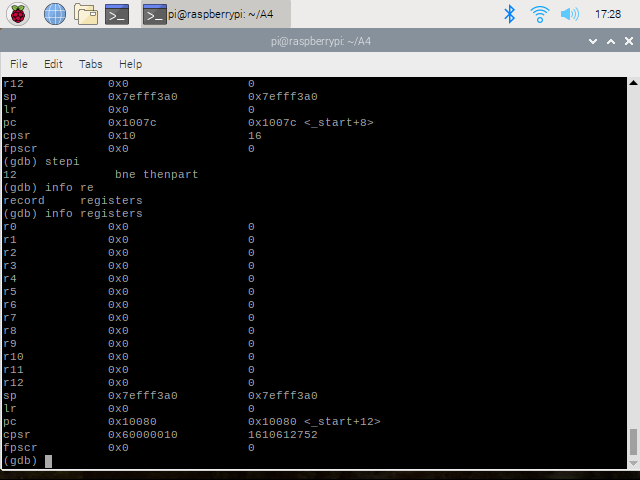 pi@raspberrypi: ~/A4
17:28
pi@raspberrypi: ~/A4
File Edit Tabs Help
r12 0x0 0
sp 0x7efff3a0 0x7efff3a0
lr 0x0 0
pc 0x1007c 0x1007c <_start+8>
cpsr 0x10 16
fpscr 0x0 0
(gdb) stepi
12 bne thenpart
(gdb) info re
record registers
(gdb) info registers
r0 0x0 0
r1 0x0 0
r2 0x0 0
r3 0x0 0
r4 0x0 0
r5 0x0 0
r6 0x0 0
r7 0x0 0
r8 0x0 0
r9 0x0 0
r10 0x0 0
r11 0x0 0
r12 0x0 0
sp 0x7efff3a0 0x7efff3a0
lr 0x0 0
pc 0x10080 0x10080 <_start+12>
cpsr 0x60000010 1610612752
fpscr 0x0 0
(gdb)